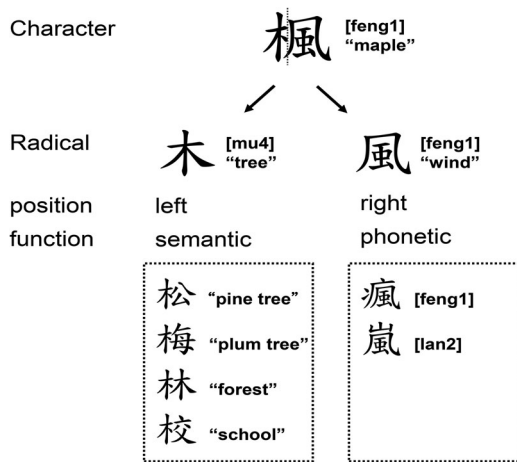 Character
楓 [feng1]
“maple”
Radical
木 [mu4]
“tree”
風 [feng1]
“wind”
position left right
function semantic phonetic
松 “pine tree”
梅 “plum tree”
林 “forest”
校 “school”
瘋 [feng1]
嵐 [lan2]